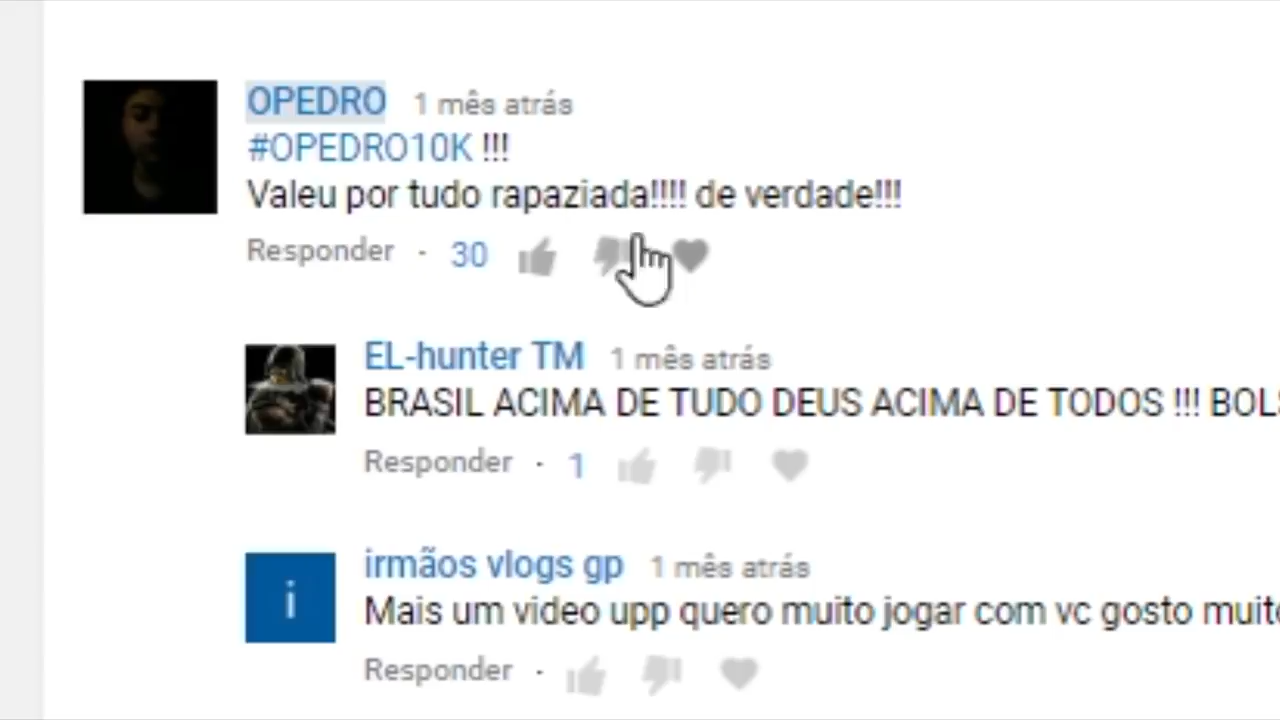 OPEDRO 1 mês atrás
#OPEDRO10K !!!
Valeu por tudo rapaziada!!!! de verdade!!!
Responder · 30
EL-hunter TM 1 mês atrás
BRASIL ACIMA DE TUDO DEUS ACIMA DE TODOS !!!
Responder · 1
i
irmãos vlogs gp 1 mês atrás
Mais um video upp quero muito jogar com vc gosto
Responder ·